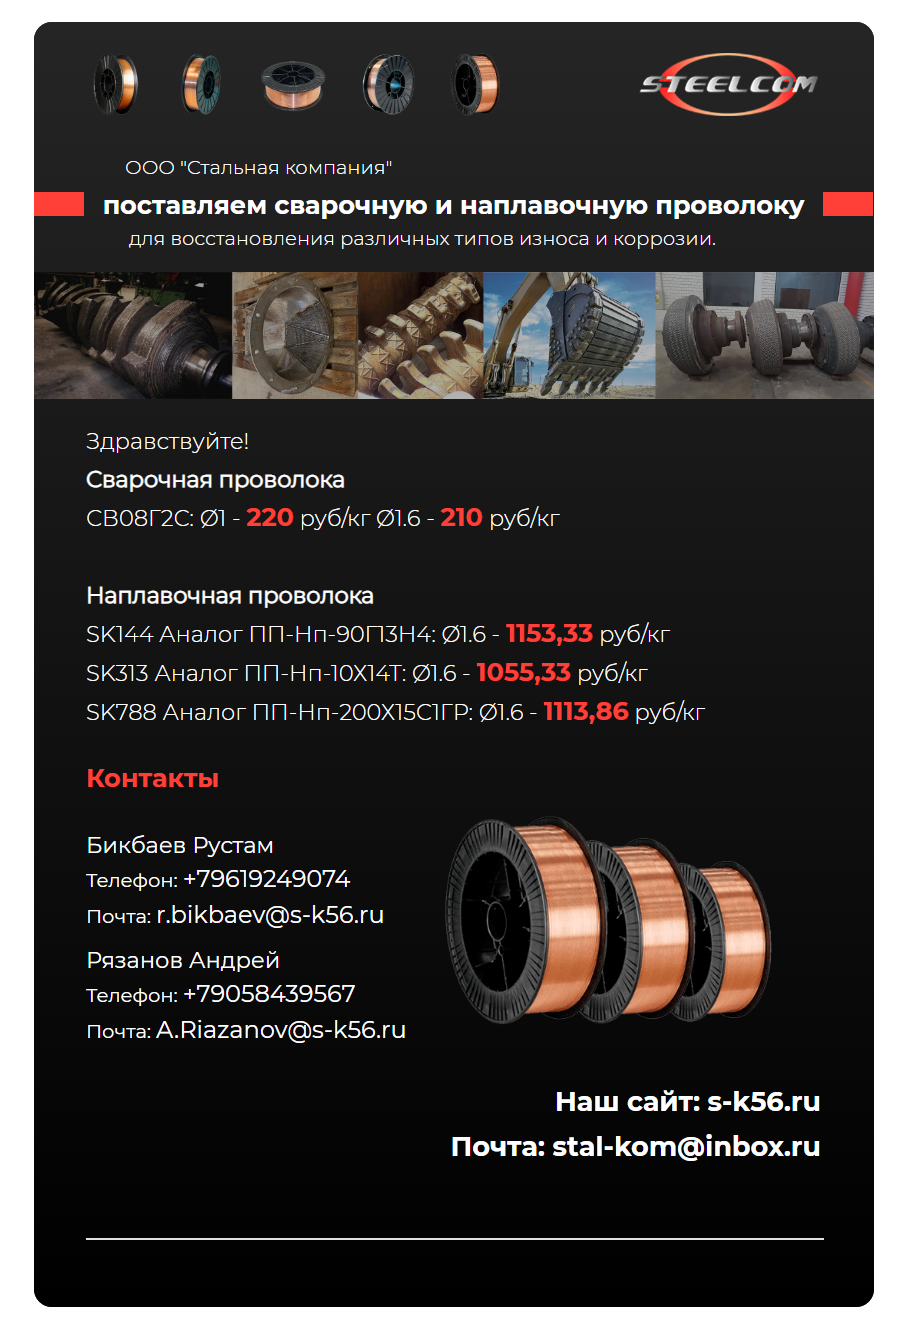 STEELCOM
ООО "Стальная компания"
поставляем сварочную и наплавочную проволоку
для восстановления различных типов износа и коррозии.
Здравствуйте!
Сварочная проволока
СВ08Г2С: Ø1 - 220 руб/кг Ø1.6 - 210 руб/кг
Наплавочная проволока
SK144 Аналог ПП-Нп-90Г13Н4: Ø1.6 - 1153,33 руб/кг
SK313 Аналог ПП-Нп-10Х14Т: Ø1.6 - 1055,33 руб/кг
SK788 Аналог ПП-Нп-200Х15С1ГР: Ø1.6 - 1113,86 руб/кг
Контакты
Бикбаев Рустам
Телефон: +79619249074
Почта: r.bikbaev@s-k56.ru
Рязанов Андрей
Телефон: +79058439567
Почта: A.Riazanov@s-k56.ru
Наш сайт: s-k56.ru
Почта: stal-kom@inbox.ru